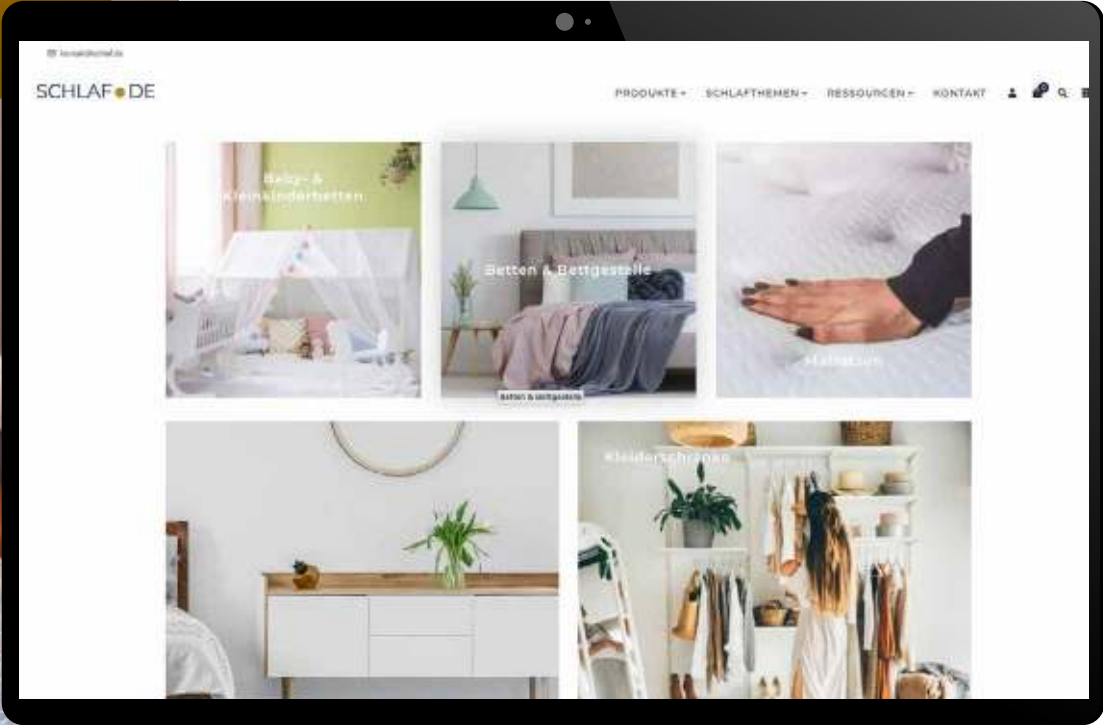 SCHLAF DE
PRODUKTE
SCHLAFTHEMEN
RESSOURCEN
KONTAKT
Baby- &
Kleinkinderbetten
Betten & Bettgestelle
Matratzen
Betten & Bettgestelle
Kleiderschränke